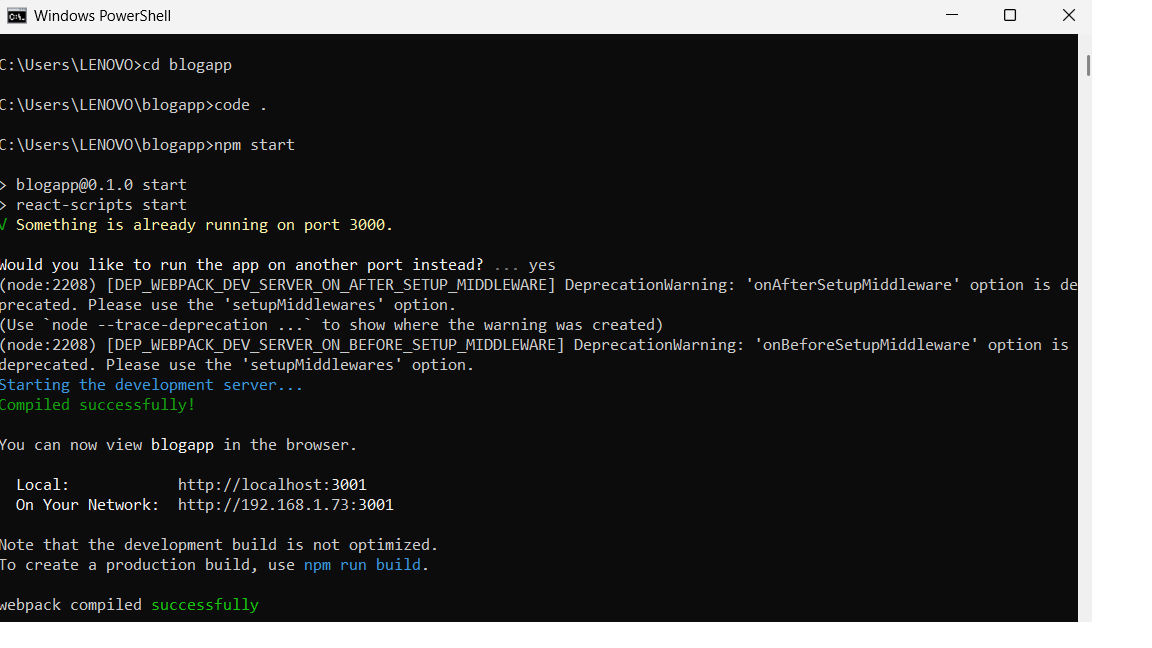 Windows PowerShell
C:\Users\LENOVO>cd blogapp
C:\Users\LENOVO\blogapp>code .
C:\Users\LENOVO\blogapp>npm start
> blogapp@0.1.0 start
> react-scripts start
√ Something is already running on port 3000.
Would you like to run the app on another port instead? ... yes
(node:2208) [DEP_WEBPACK_DEV_SERVER_ON_AFTER_SETUP_MIDDLEWARE] DeprecationWarning: 'onAfterSetupMiddleware' option is de
precated. Please use the 'setupMiddlewares' option.
(Use `node --trace-deprecation ...` to show where the warning was created)
(node:2208) [DEP_WEBPACK_DEV_SERVER_ON_BEFORE_SETUP_MIDDLEWARE] DeprecationWarning: 'onBeforeSetupMiddleware' option is
deprecated. Please use the 'setupMiddlewares' option.
Starting the development server...
Compiled successfully!
You can now view blogapp in the browser.
Local: http://localhost:3001
On Your Network: http://192.168.1.73:3001
Note that the development build is not optimized.
To create a production build, use npm run build.
webpack compiled successfully